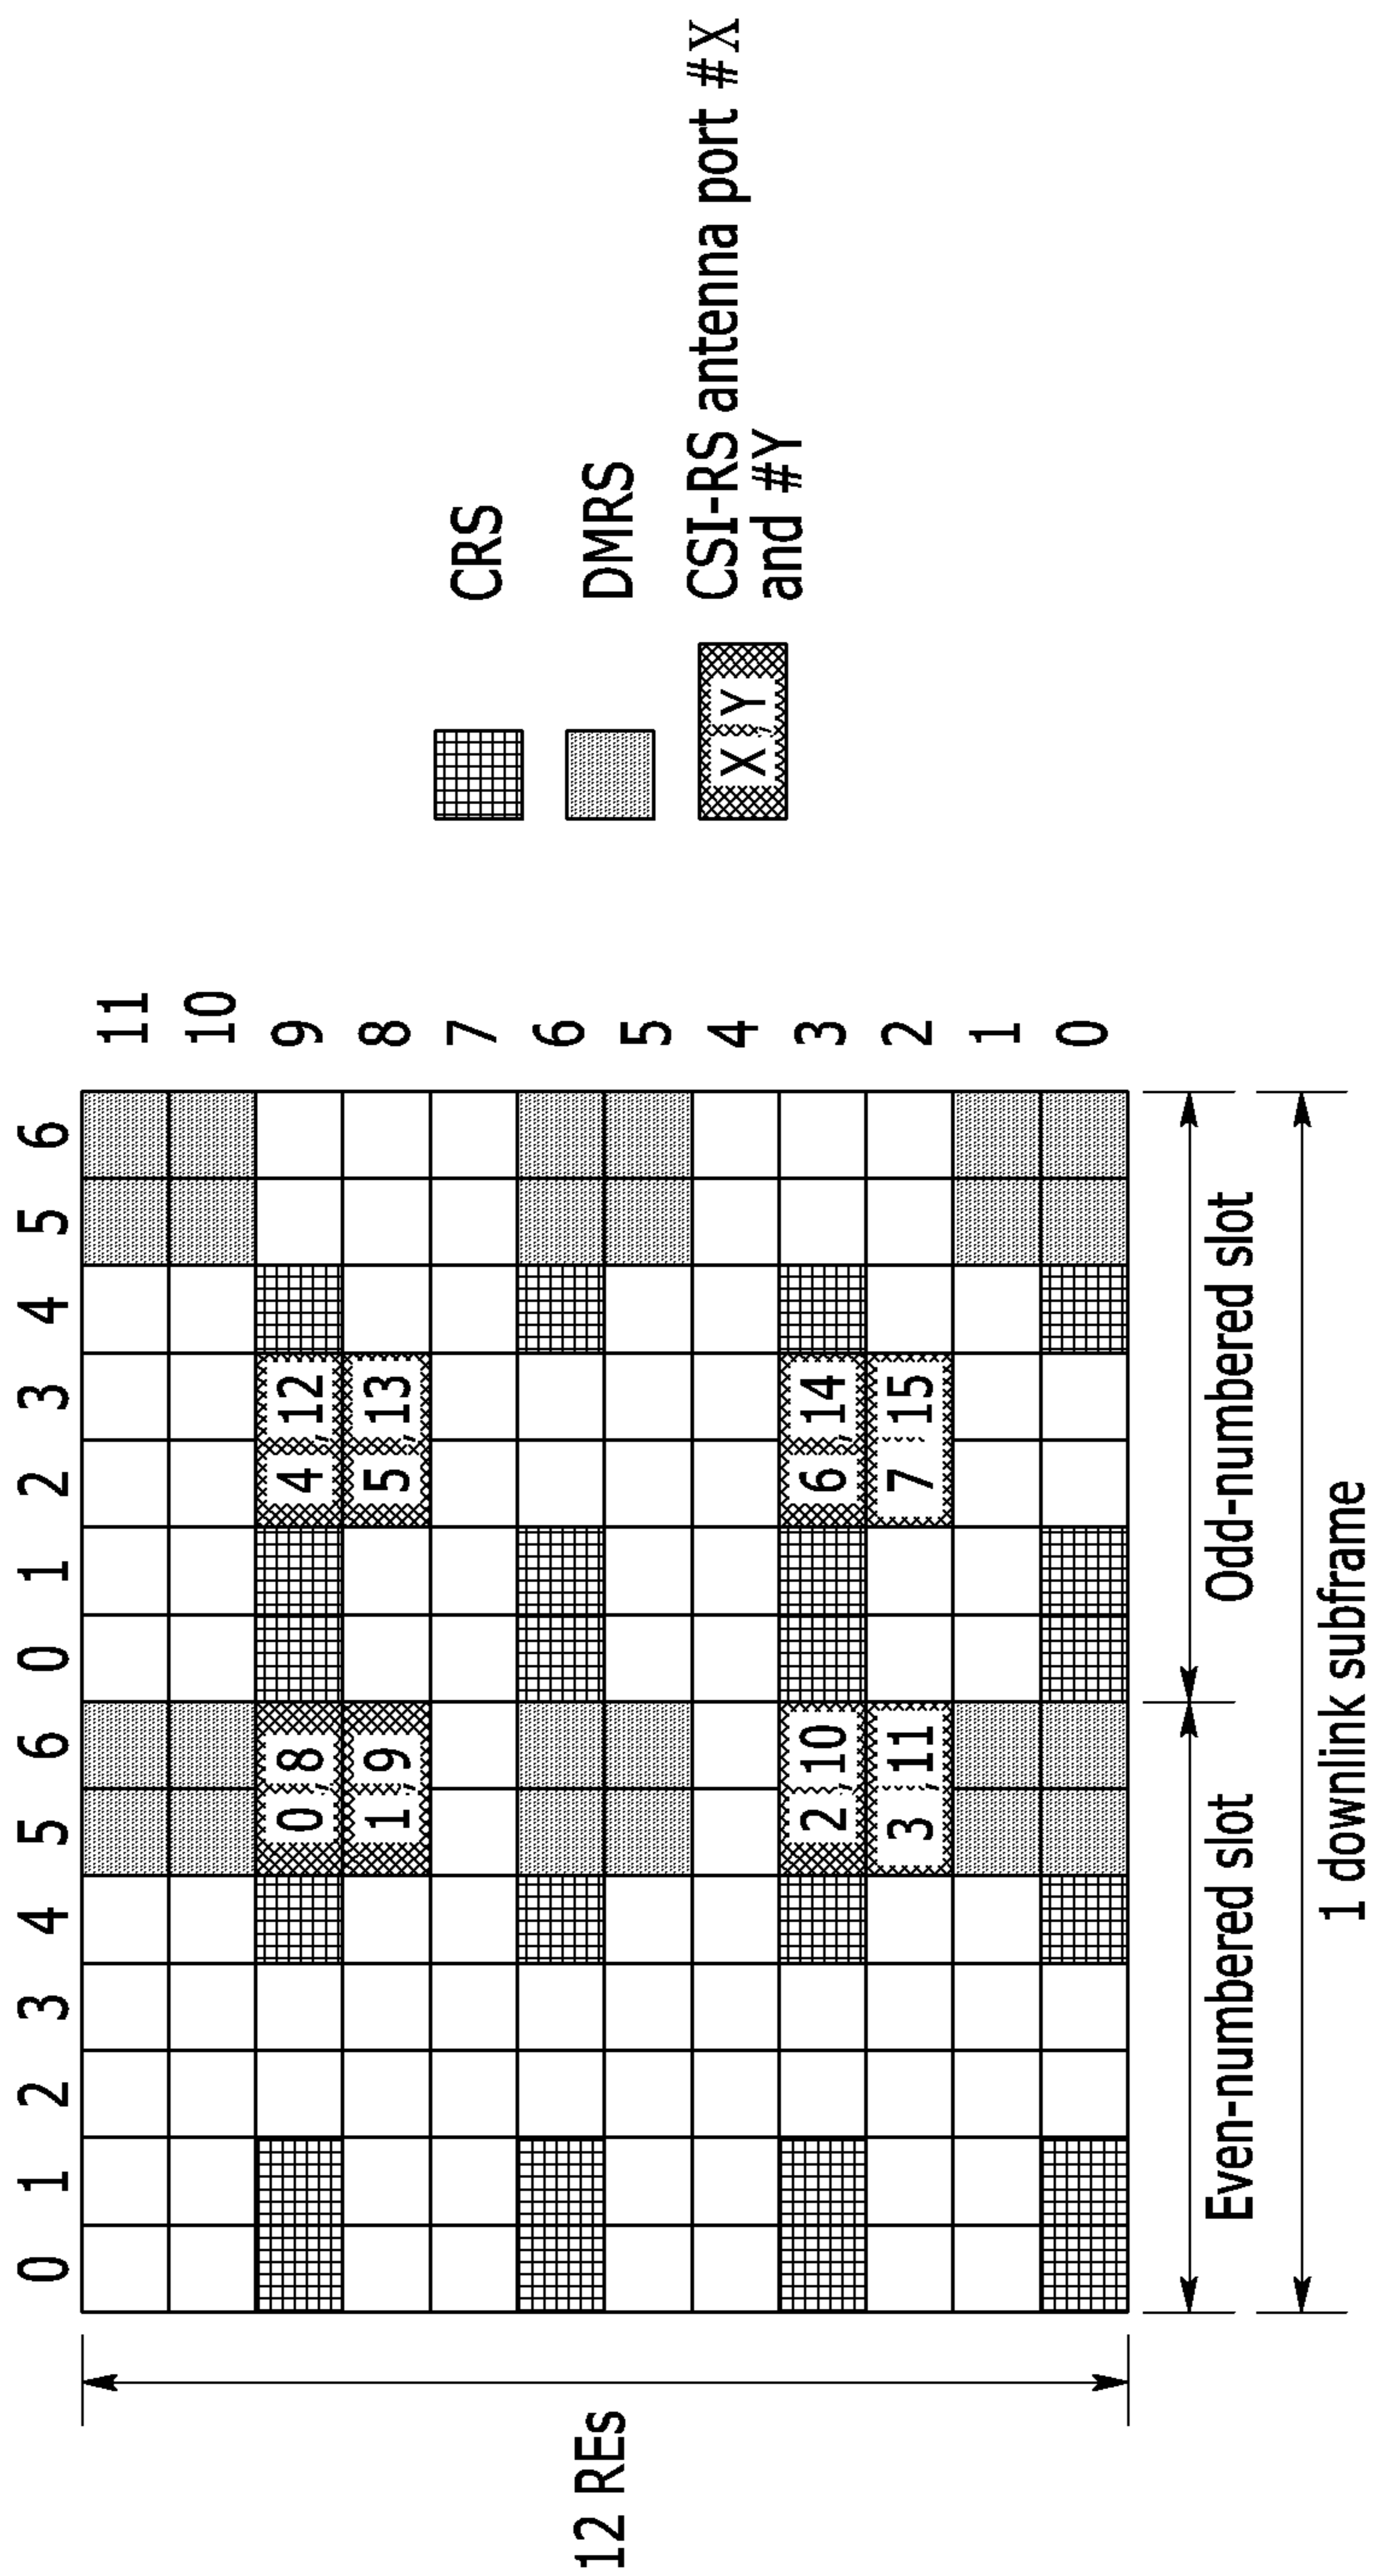 0 1 2 3 4 5 6 0 1 2 3 4 5 6
11
10
0,8 4,12 9
1,9 5,13 8
7
6
5
4
2,10 6,14 3
3,11 7,15 2
1
0
12 REs
Even-numbered slot Odd-numbered slot
1 downlink subframe
CRS
DMRS
X,Y CSI-RS antenna port #X
and #Y